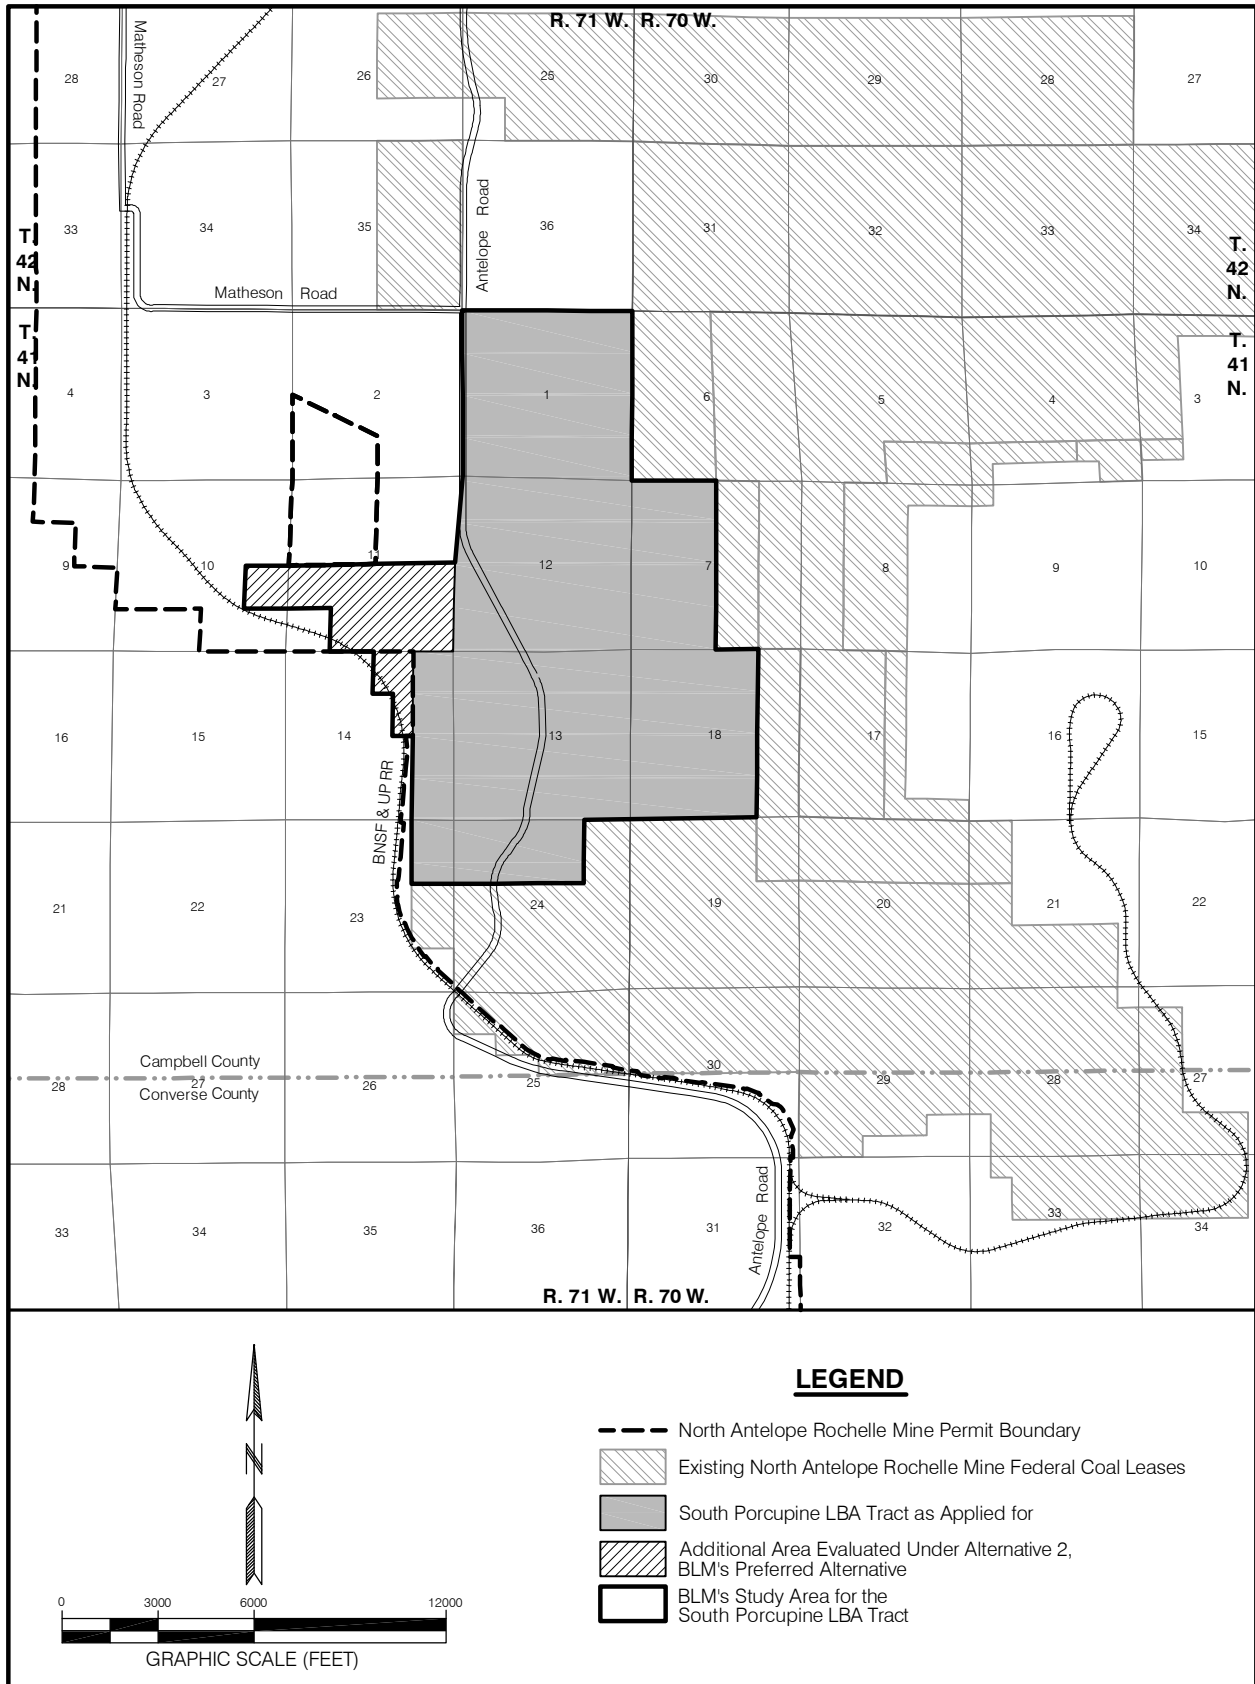 R. 71 W. R. 70 W.
Matheson Road
28 27 26 25 30 29 28 27
Antelope Road
33 34 35 36 31 32 33 34
T. 42 N.
T. 42 N.
Matheson Road
T. 41 N.
T. 41 N.
4 3 2 1 6 5 4 3
9 10 11 12 7 8 9 10
16 15 14 13 18 17 16 15
BNSF & UP RR
21 22 23 24 19 20 21 22
Campbell County
28 27 26 25 30 29 28 27
Converse County
Antelope Road
33 34 35 36 31 32 33 34
R. 71 W. R. 70 W.
LEGEND
North Antelope Rochelle Mine Permit Boundary
Existing North Antelope Rochelle Mine Federal Coal Leases
South Porcupine LBA Tract as Applied for
Additional Area Evaluated Under Alternative 2,
BLM's Preferred Alternative
BLM's Study Area for the
South Porcupine LBA Tract
N
0 3000 6000 12000
GRAPHIC SCALE (FEET)